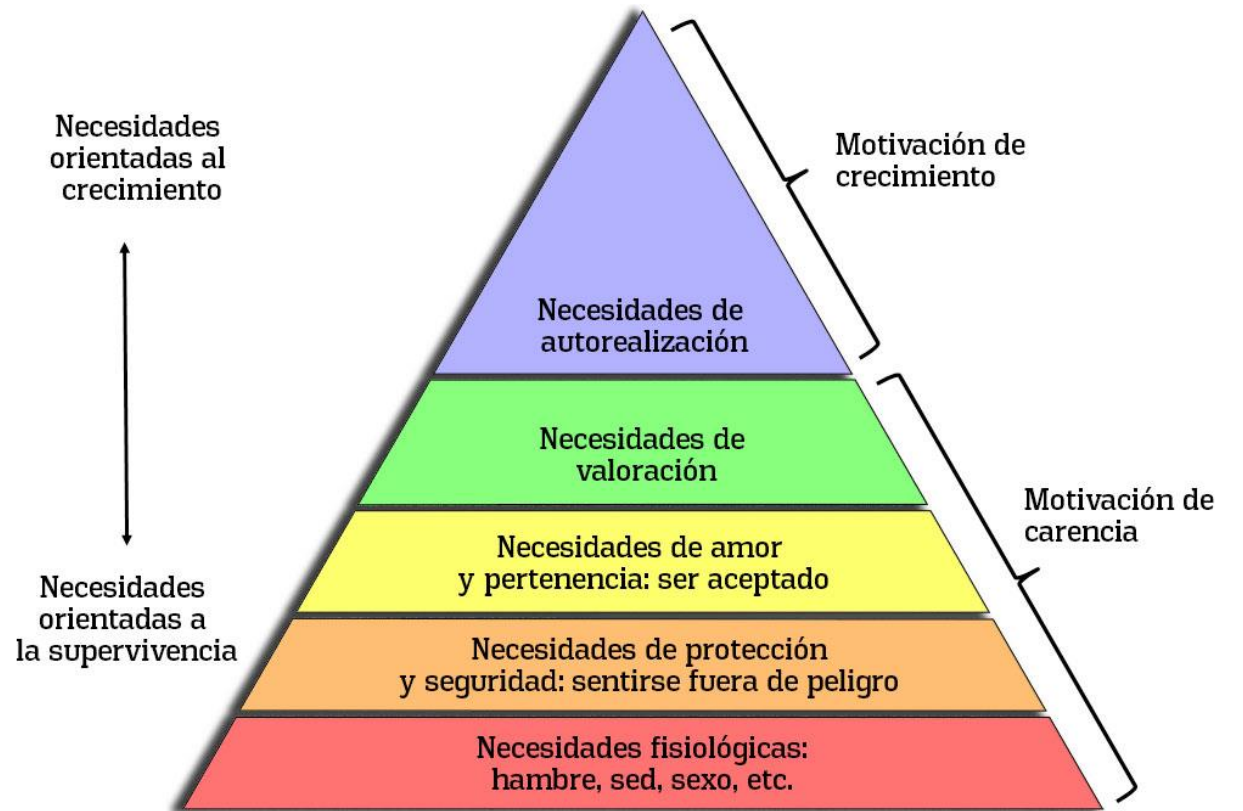 Necesidades
orientadas al
crecimiento
Necesidades
orientadas a
la supervivencia
Necesidades de
autorealización
Necesidades de
valoración
Necesidades de amor
y pertenencia: ser aceptado
Necesidades de protección
y seguridad: sentirse fuera de peligro
Necesidades fisiológicas:
hambre, sed, sexo, etc.
Motivación de
crecimiento
Motivación de
carencia